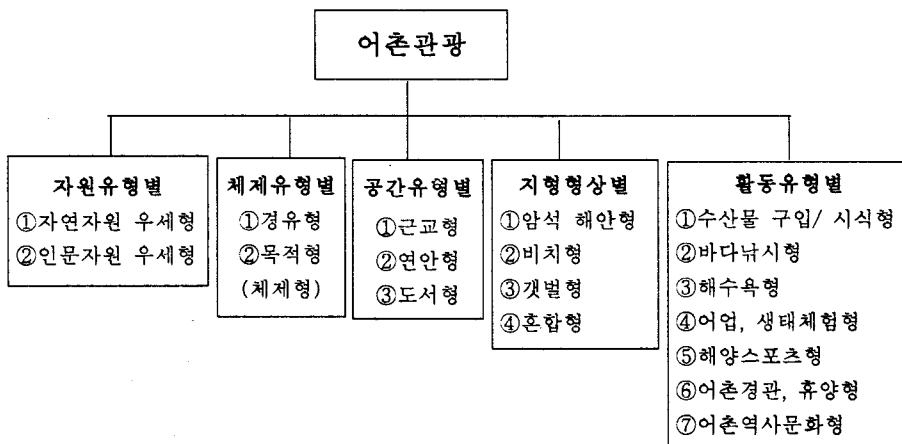 어촌관광
자원유형별
①자연자원 우세형
②인문자원 우세형
체제유형별
①경유형
②목적형
(체제형)
공간유형별
①근교형
②연안형
③도서형
지형형상별
①암석 해안형
②비치형
③갯벌형
④혼합형
활동유형별
①수산물 구입/ 시식형
②바다낚시형
③해수욕형
④어업, 생태체험형
⑤해양스포츠형
⑥어촌경관, 휴양형
⑦어촌역사문화형